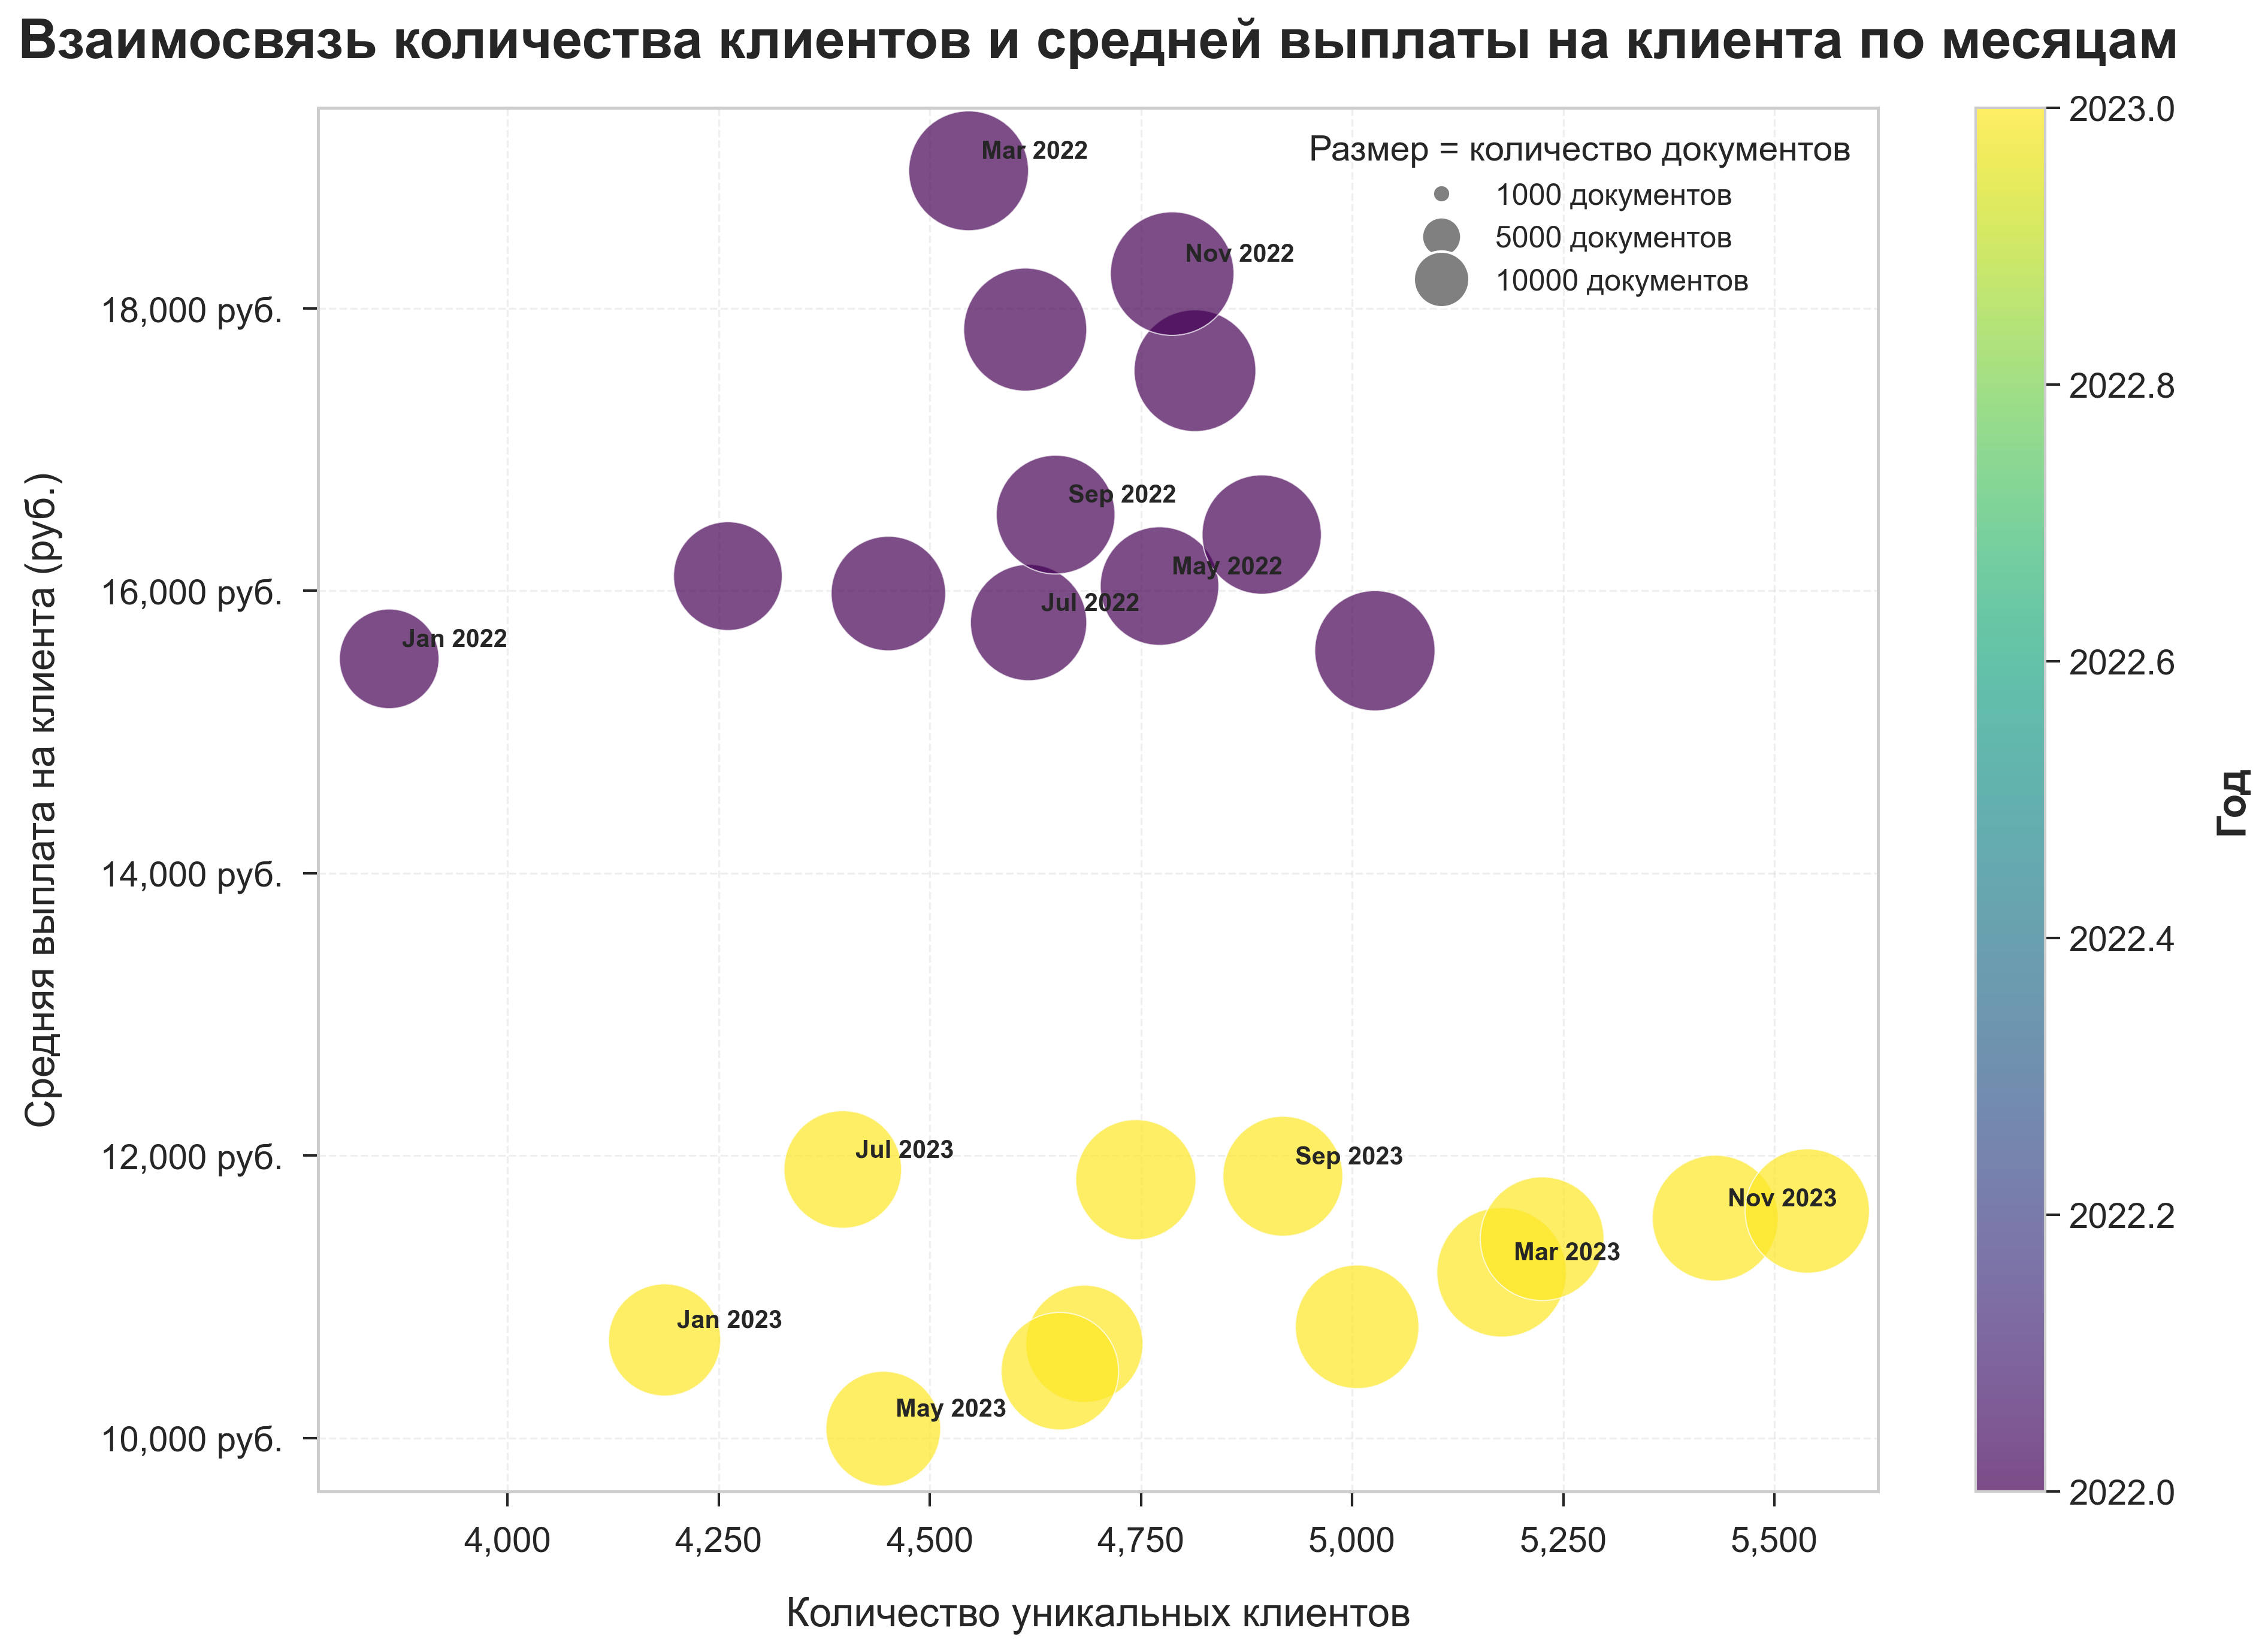 Взаимосвязь количества клиентов и средней выплаты на клиента по месяцам
Размер = количество документов
1000 документов
5000 документов
10000 документов
Mar 2022
Nov 2022
Sep 2022
May 2022
Jul 2022
Jan 2022
Jul 2023
Sep 2023
Nov 2023
Mar 2023
Jan 2023
May 2023
Средняя выплата на клиента (руб.)
18,000 руб.
16,000 руб.
14,000 руб.
12,000 руб.
10,000 руб.
4,000
4,250
4,500
4,750
5,000
5,250
5,500
Количество уникальных клиентов
2023.0
2022.8
2022.6
2022.4
2022.2
2022.0
Год